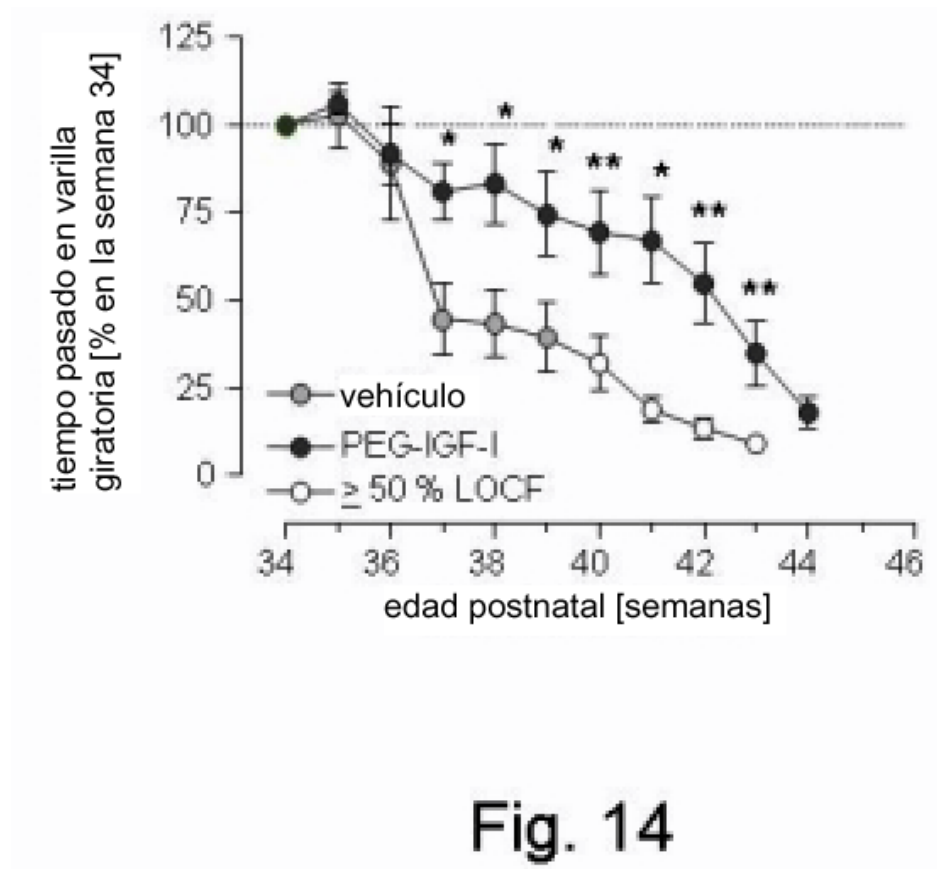 tiempo pasado en varilla
giratoria [% en la semana 34]
125
100
75
50
25
0
*
*
*
**
*
**
**
vehículo
PEG-IGF-I
≥ 50 % LOCF
34 36 38 40 42 44 46
edad postnatal [semanas]
Fig. 14